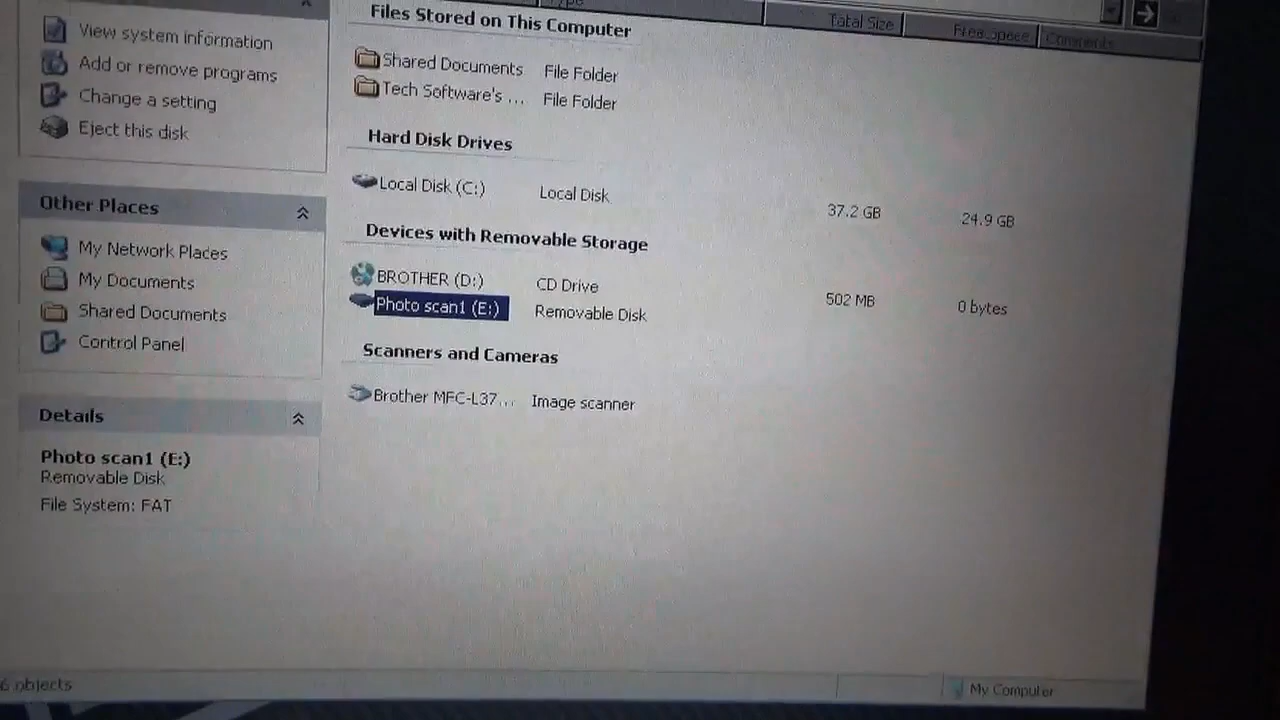 Type
Total Size
Free Space
Comments
View system information
Add or remove programs
Change a setting
Eject this disk
Other Places
My Network Places
My Documents
Shared Documents
Control Panel
Details
Photo scan1 (E:)
Removable Disk
File System: FAT
Files Stored on This Computer
Shared Documents File Folder
Tech Software's ... File Folder
Hard Disk Drives
Local Disk (C:) Local Disk 37.2 GB 24.9 GB
Devices with Removable Storage
BROTHER (D:) CD Drive 502 MB 0 bytes
Photo scan1 (E:) Removable Disk
Scanners and Cameras
Brother MFC-L37... Image scanner
6 objects
My Computer